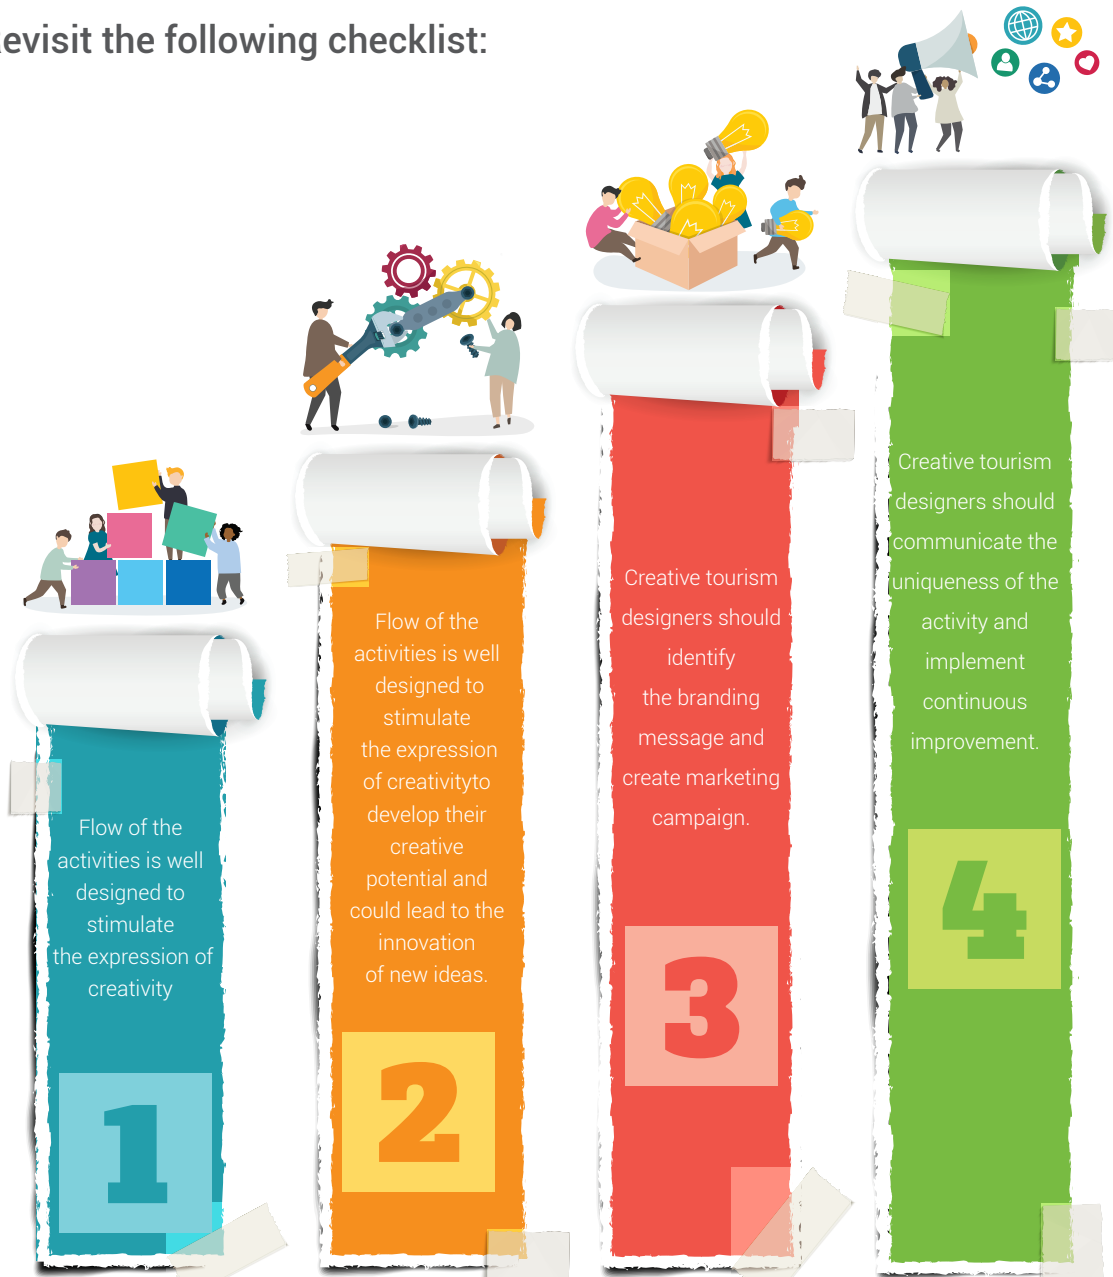 evisit the following checklist:
Flow of the
activities is well
designed to
stimulate
the expression of
creativity
1
Flow of the
activities is well
designed to
stimulate
the expression
of creativityto
develop their
creative
potential and
could lead to the
innovation
of new ideas.
2
Creative tourism
designers should
identify
the branding
message and
create marketing
campaign.
3
Creative tourism
designers should
communicate the
uniqueness of the
activity and
implement
continuous
improvement.
4